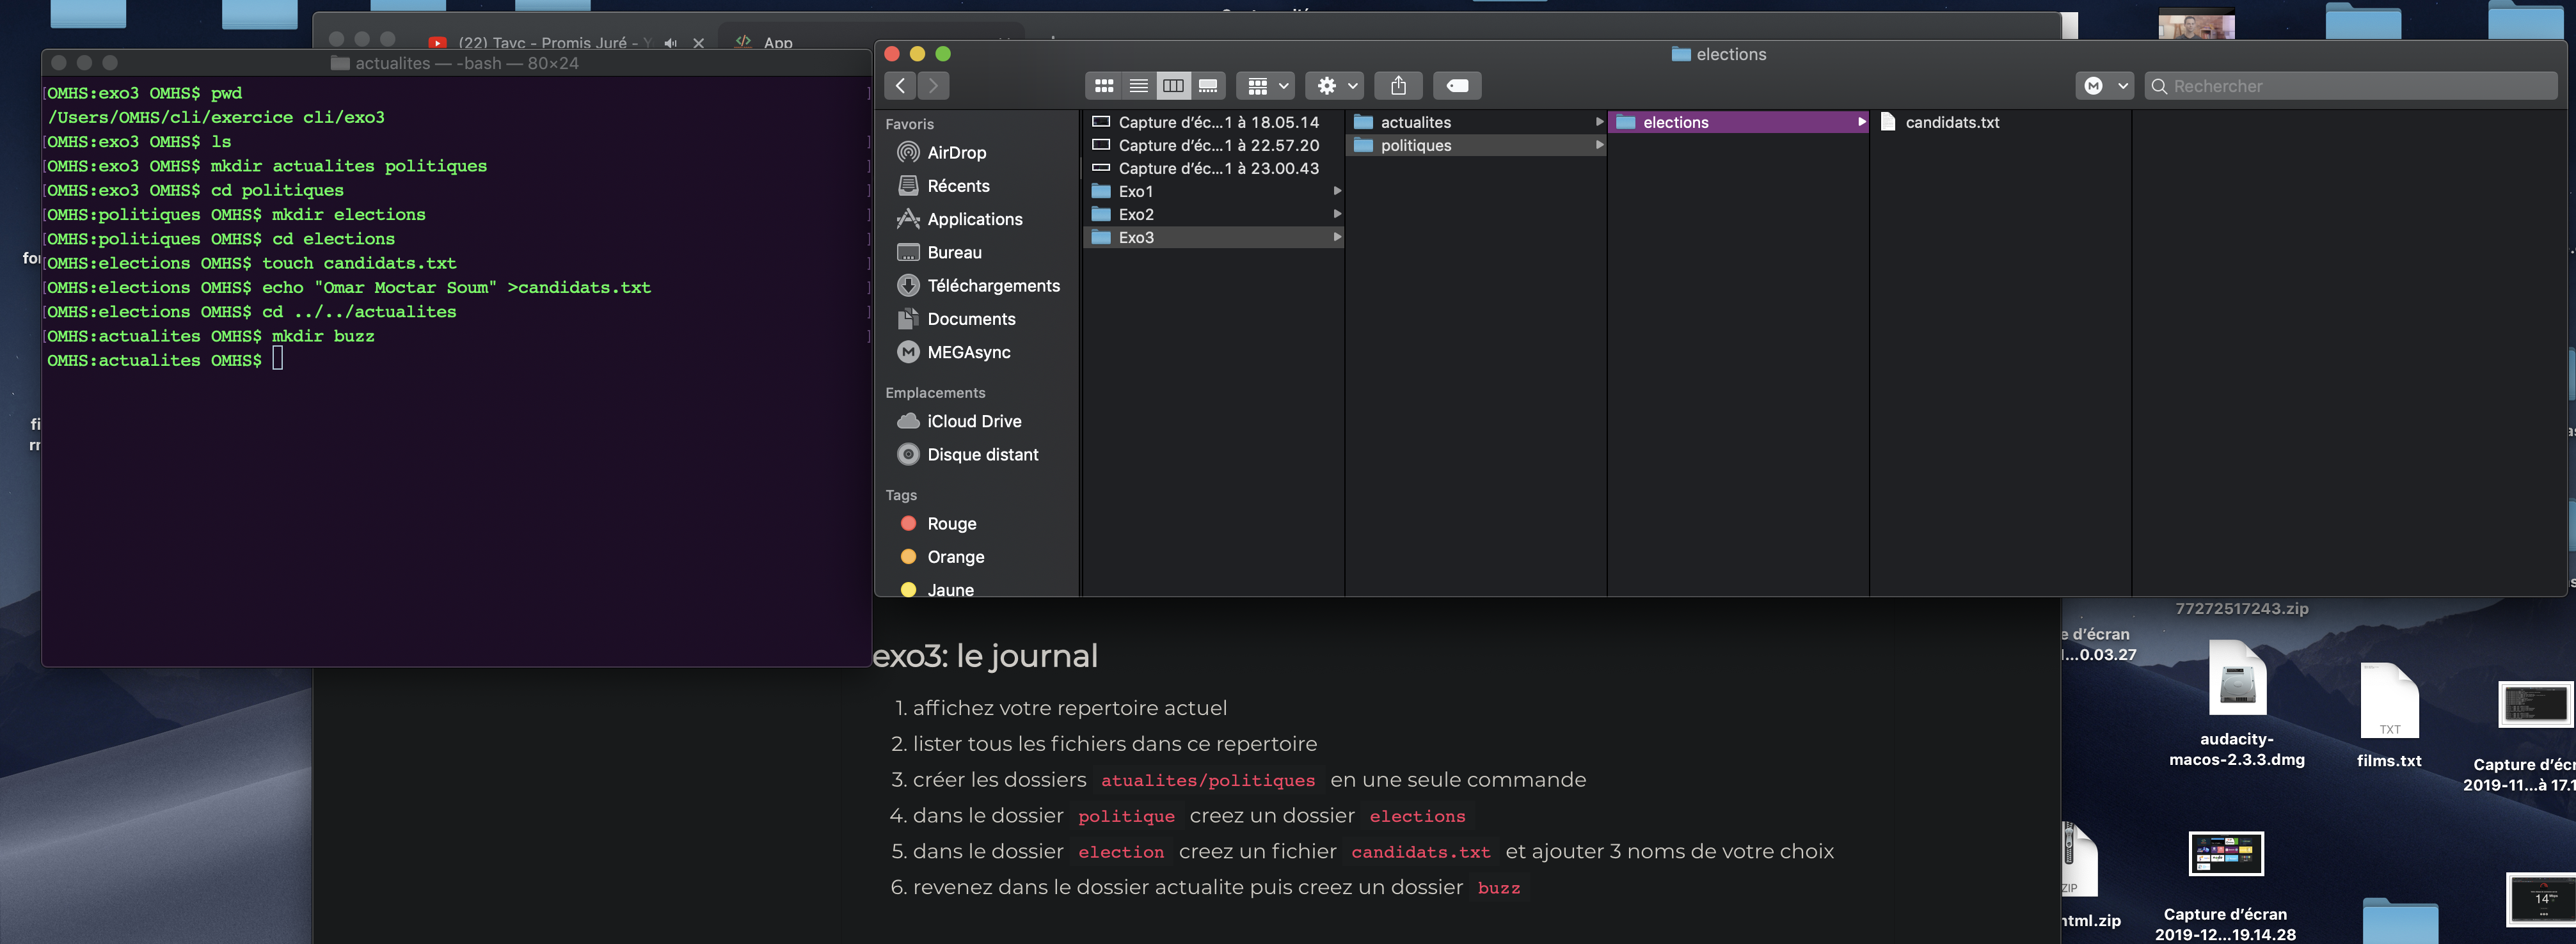 (22) Tayc - Promis Juré - Y
App
actualites — -bash — 80×24
OMHS:exo3 OMHS$ pwd
/Users/OMHS/cli/exercice cli/exo3
OMHS:exo3 OMHS$ ls
OMHS:exo3 OMHS$ mkdir actualites politiques
OMHS:exo3 OMHS$ cd politiques
OMHS:politiques OMHS$ mkdir elections
OMHS:politiques OMHS$ cd elections
OMHS:elections OMHS$ touch candidats.txt
OMHS:elections OMHS$ echo "Omar Moctar Soum" >candidats.txt
OMHS:elections OMHS$ cd ../../actualites
OMHS:actualites OMHS$ mkdir buzz
OMHS:actualites OMHS$
elections
Rechercher
Favoris
AirDrop
Récents
Applications
Bureau
Téléchargements
Documents
MEGAsync
Emplacements
iCloud Drive
Disque distant
Tags
Rouge
Orange
Jaune
Capture d'éc...1 à 18.05.14
Capture d'éc...1 à 22.57.20
Capture d'éc...1 à 23.00.43
Exo1
Exo2
Exo3
actualites
politiques
elections
candidats.txt
exo3: le journal
1. affichez votre repertoire actuel
2. lister tous les fichiers dans ce repertoire
3. créer les dossiers atualites/politiques en une seule commande
4. dans le dossier politique creez un dossier elections
5. dans le dossier election creez un fichier candidats.txt et ajouter 3 noms de votre choix
6. revenez dans le dossier actualite puis creez un dossier buzz
77272517243.zip
e d'écran
...0.03.27
audacity-
macos-2.3.3.dmg
TXT
films.txt
Capture d'écr
2019-11...à 17.1
ZIP
html.zip
Capture d'écran
2019-12...19.14.28